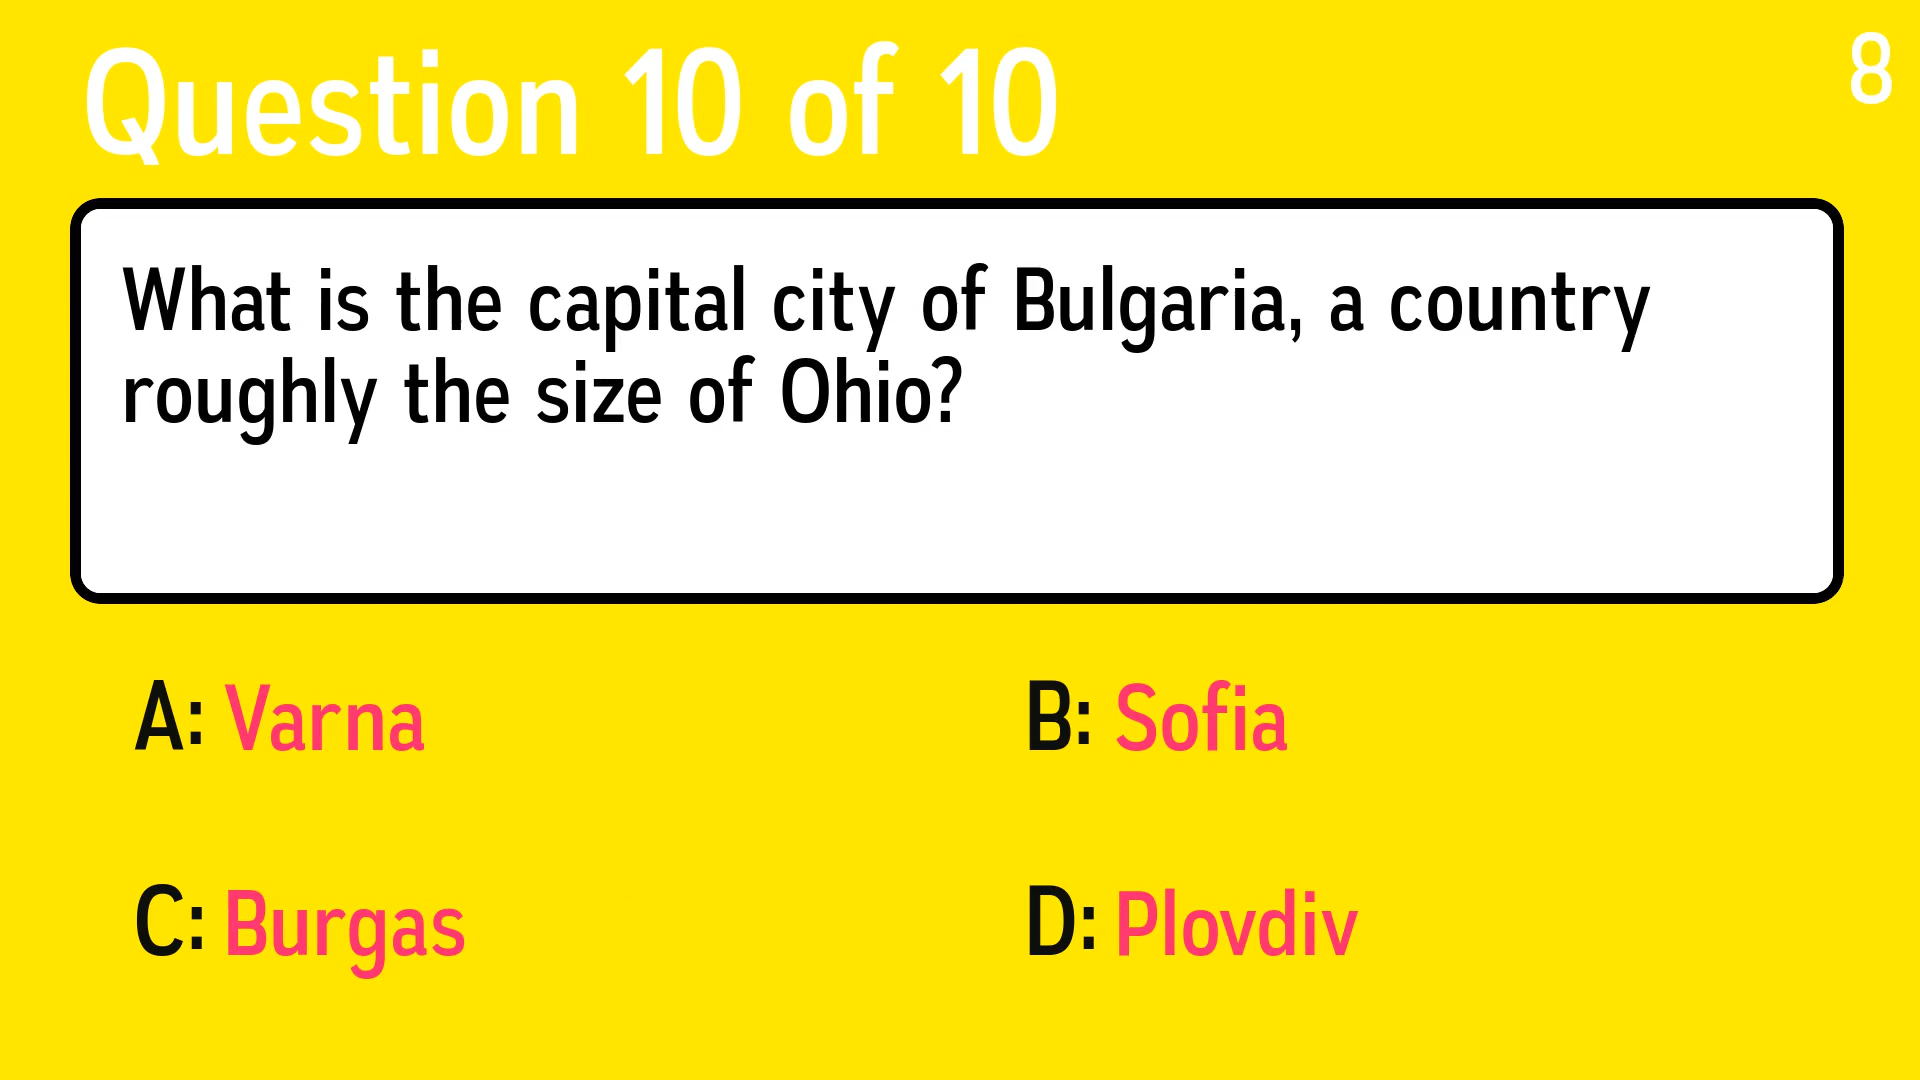 Question 10 of 10
8
What is the capital city of Bulgaria, a country
roughly the size of Ohio?
A: Varna
B: Sofia
C: Burgas
D: Plovdiv